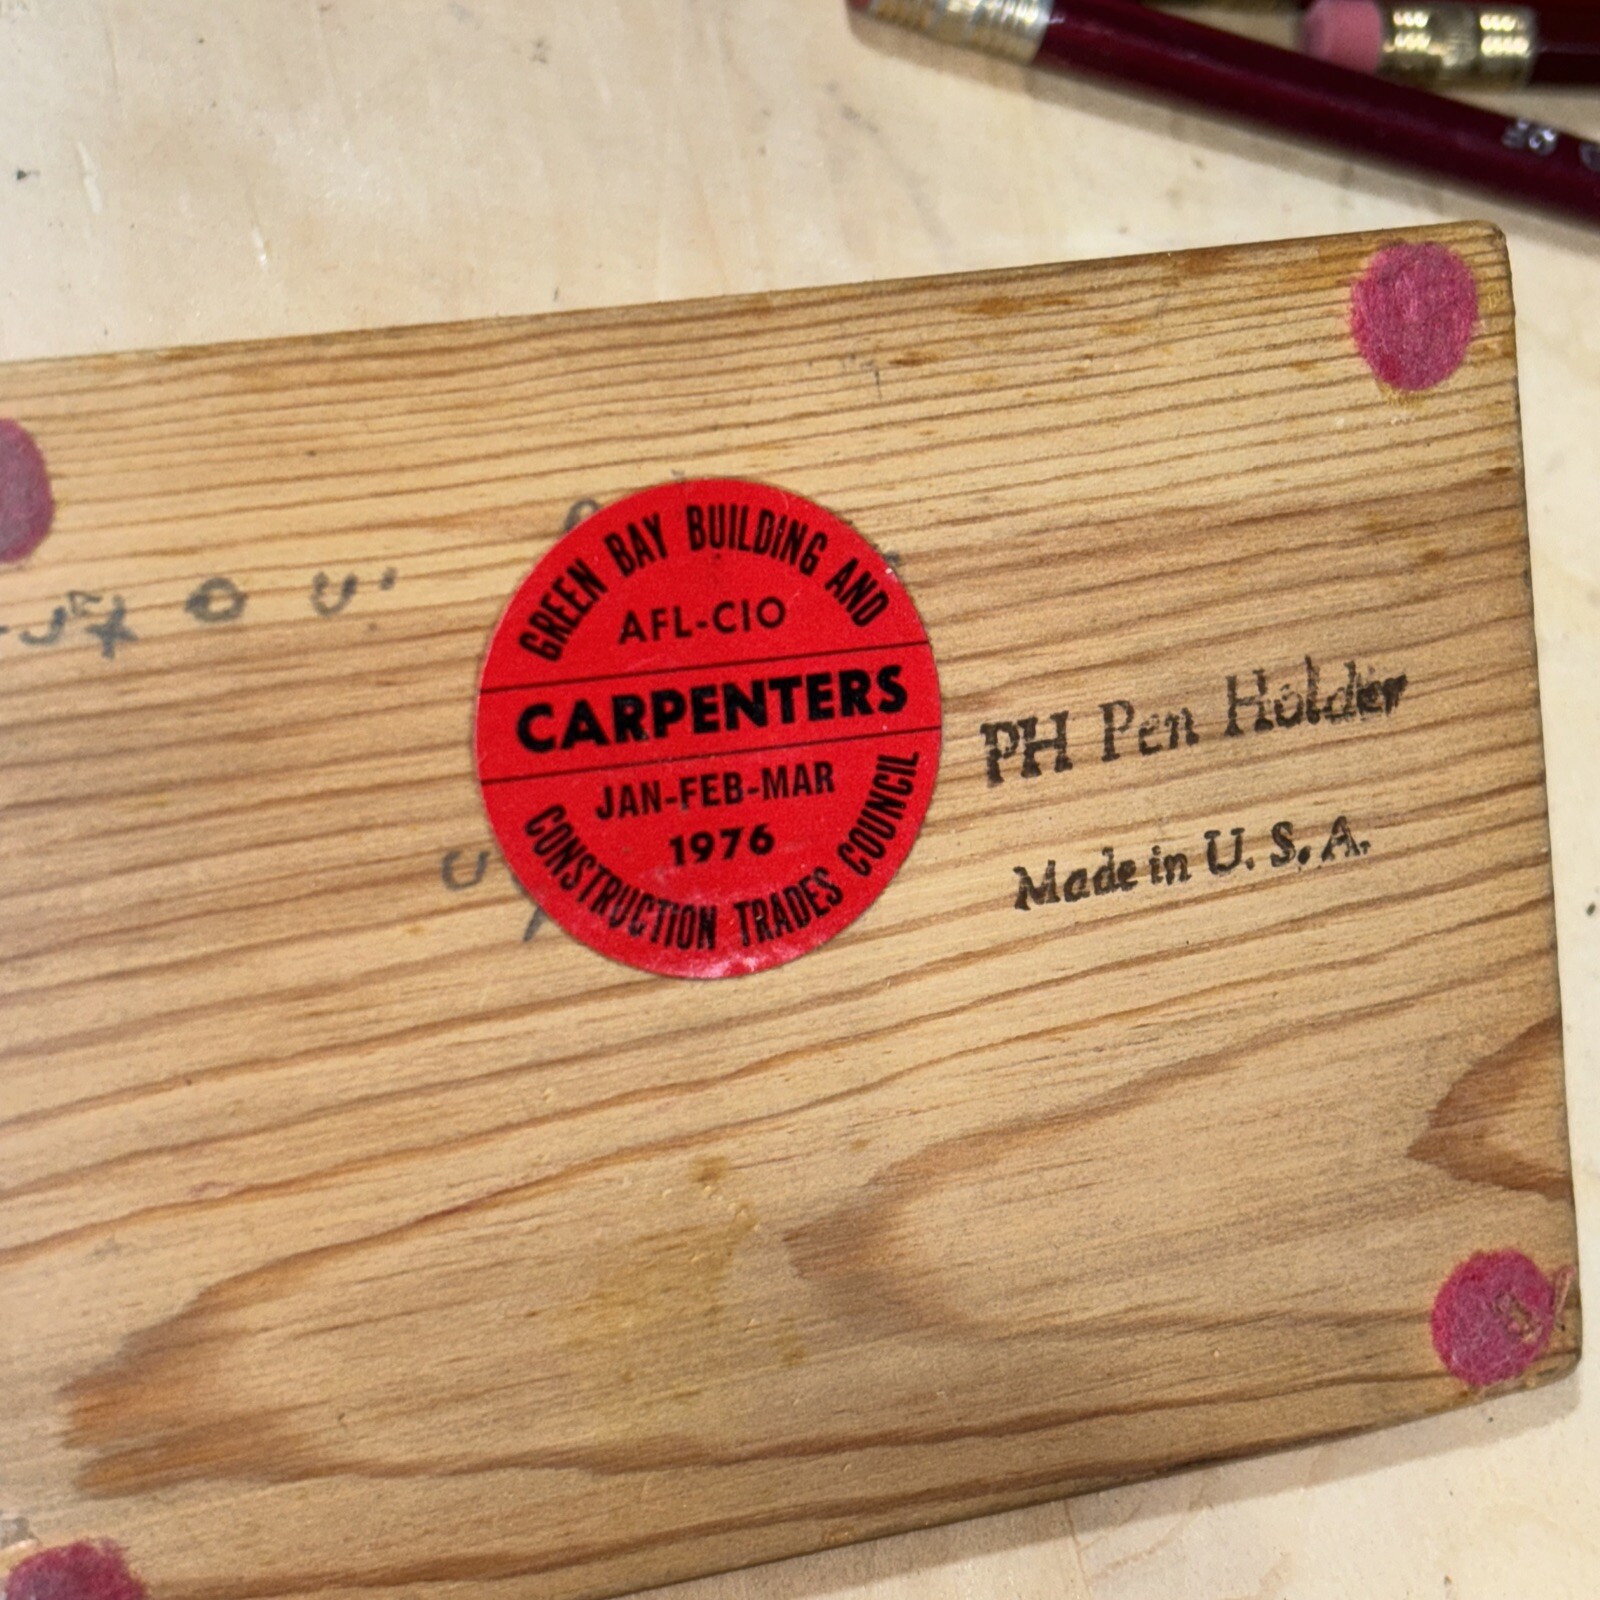 GREEN BAY BUILDING AND
AFL-CIO
CARPENTERS
JAN-FEB-MAR
1976
CONSTRUCTION TRADES COUNCIL
PH Pen Holder
Made in U. S. A.